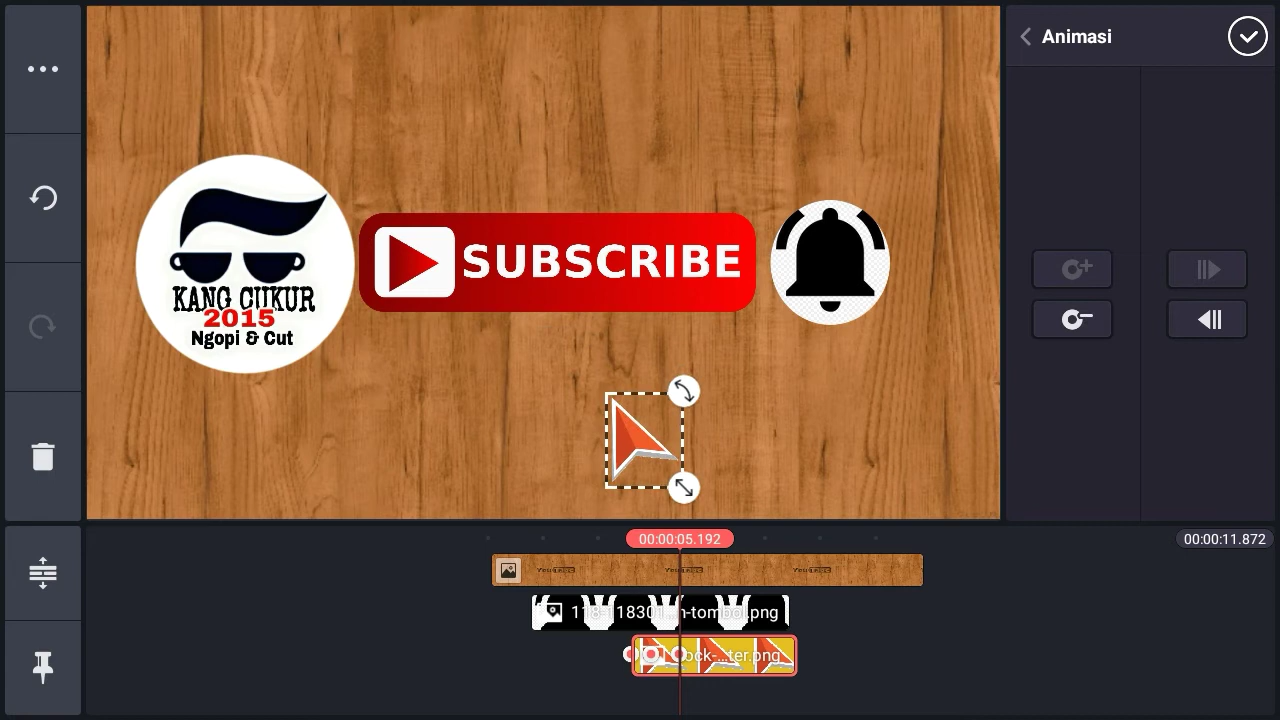 Animasi
KANG CUKUR
2015
Ngopi & Cut
SUBSCRIBE
00:00:05.192
00:00:11.872